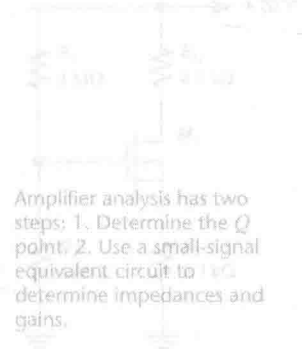 Amplifier analysis has two
steps: 1. Determine the Q
point. 2. Use a small-signal
equivalent circuit to
determine impedances and
gains.